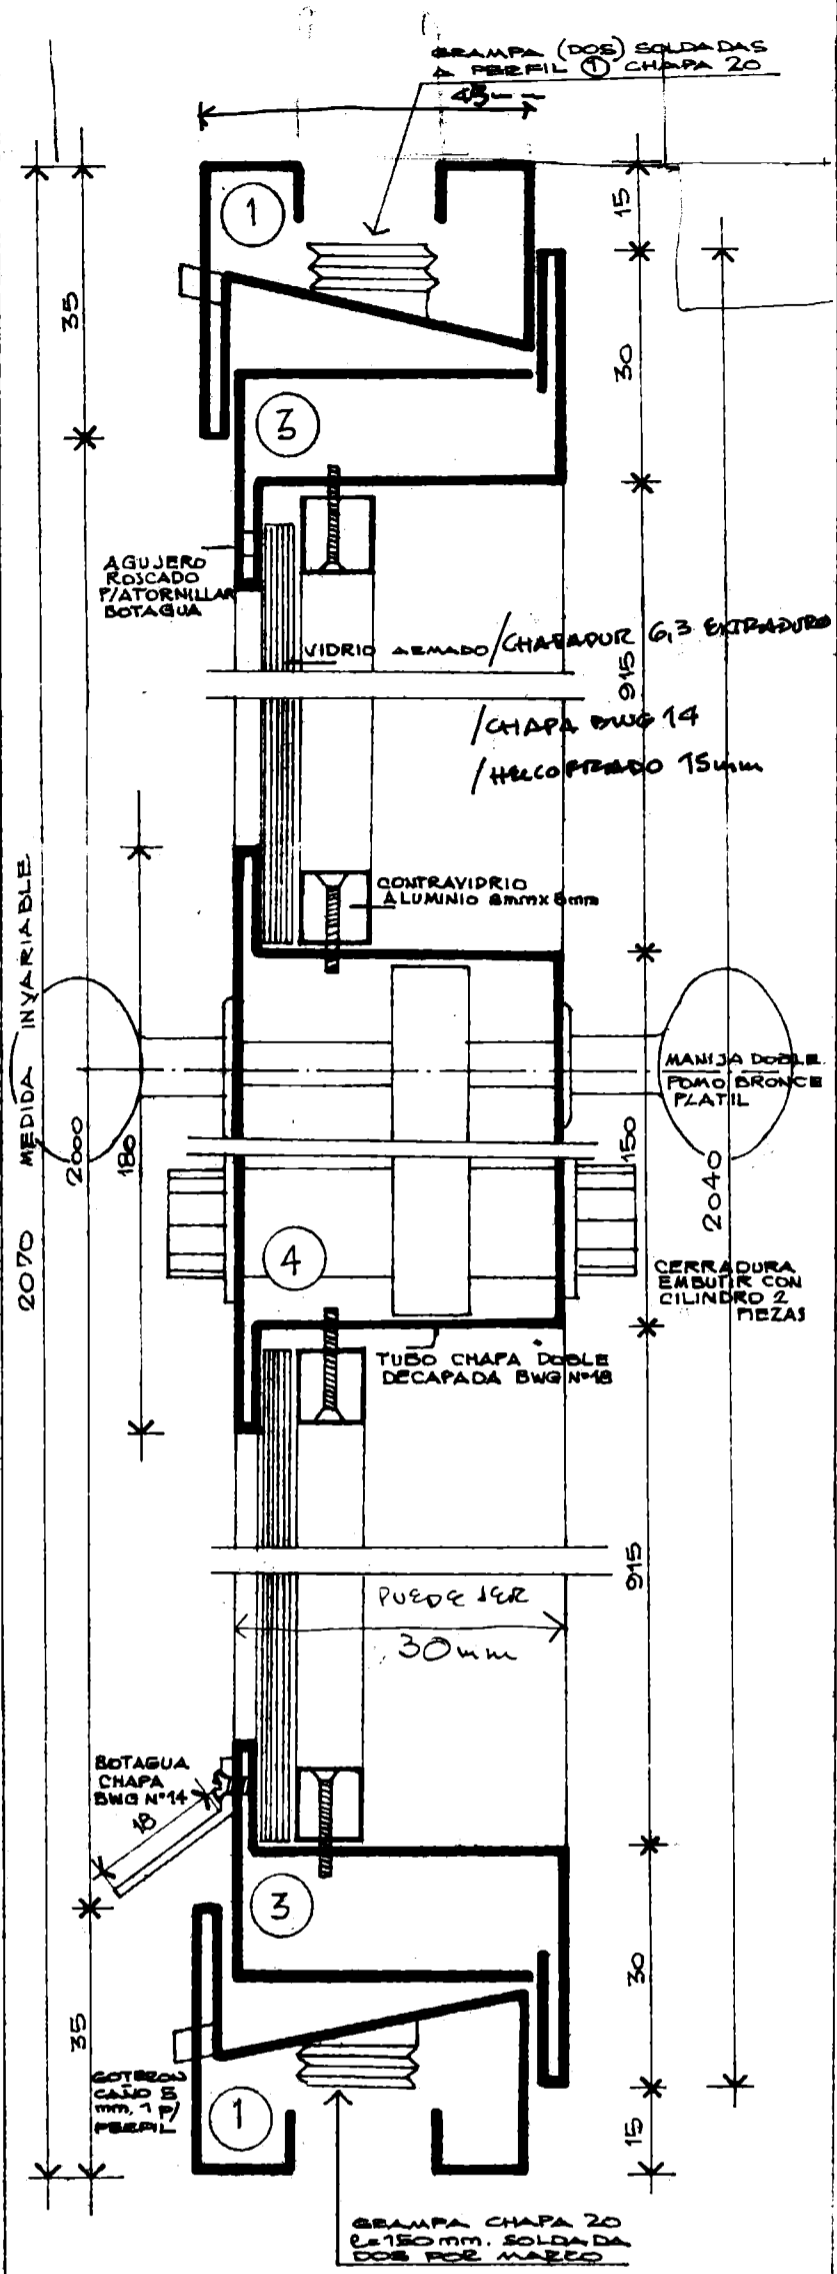 GRAMPA (DOS) SOLDADAS
A PERFIL ① CHAPA 20
45
1
15
35
30
3
AGUJERO
ROSCADO
P/ATORNILLAR
BOTAGUA
VIDRIO ARMADO /CHAPADUR 6,3 EXTRADURO
915
/CHAPA BWG 14
15mm
CONTRAVIDRIO
ALUMINIO 8mmx8mm
2070 MEDIDA INVARIABLE
2000
180
MANIJA DOBLE
POMO BRONCE
PLATIL
150
2040
4
CERRADURA
EMBUTIR CON
CILINDRO 2
PIEZAS
TUBO CHAPA DOBLE
DECAPADA BWG Nº18
915
PUEDE SER
30mm
BOTAGUA
CHAPA
BWG Nº14
18
3
35
30
GOTERON
CAÑO 5
mm. 1 P/
PERFIL
1
15
GRAMPA CHAPA 20
e=150mm. SOLDADA
DOS POR MARCO